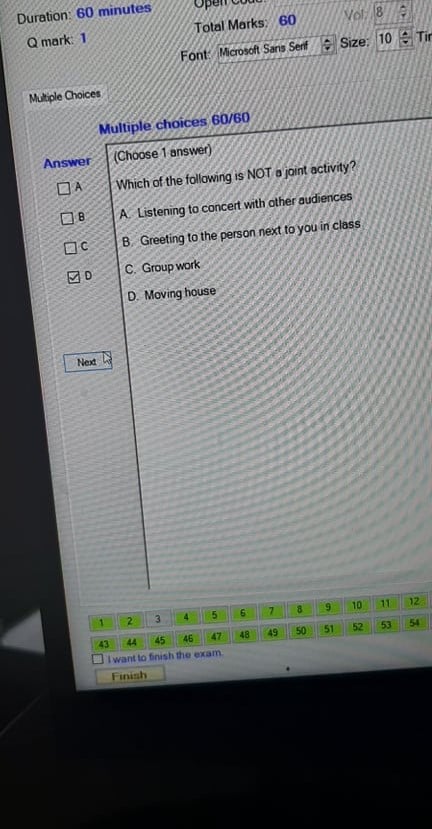 Duration: 60 minutes
Q mark: 1
Total Marks: 60
Vol: 8
Font: Microsoft Sans Serif
Size: 10
Multiple Choices
Multiple choices 60/60
Answer
(Choose 1 answer)
A
B
C
D
Which of the following is NOT a joint activity?
A. Listening to concert with other audiences
B. Greeting to the person next to you in class
C. Group work
D. Moving house
Next
1 2 3 4 5 6 7 8 9 10 11 12
43 44 45 46 47 48 49 50 51 52 53 54
I want to finish the exam.
Finish